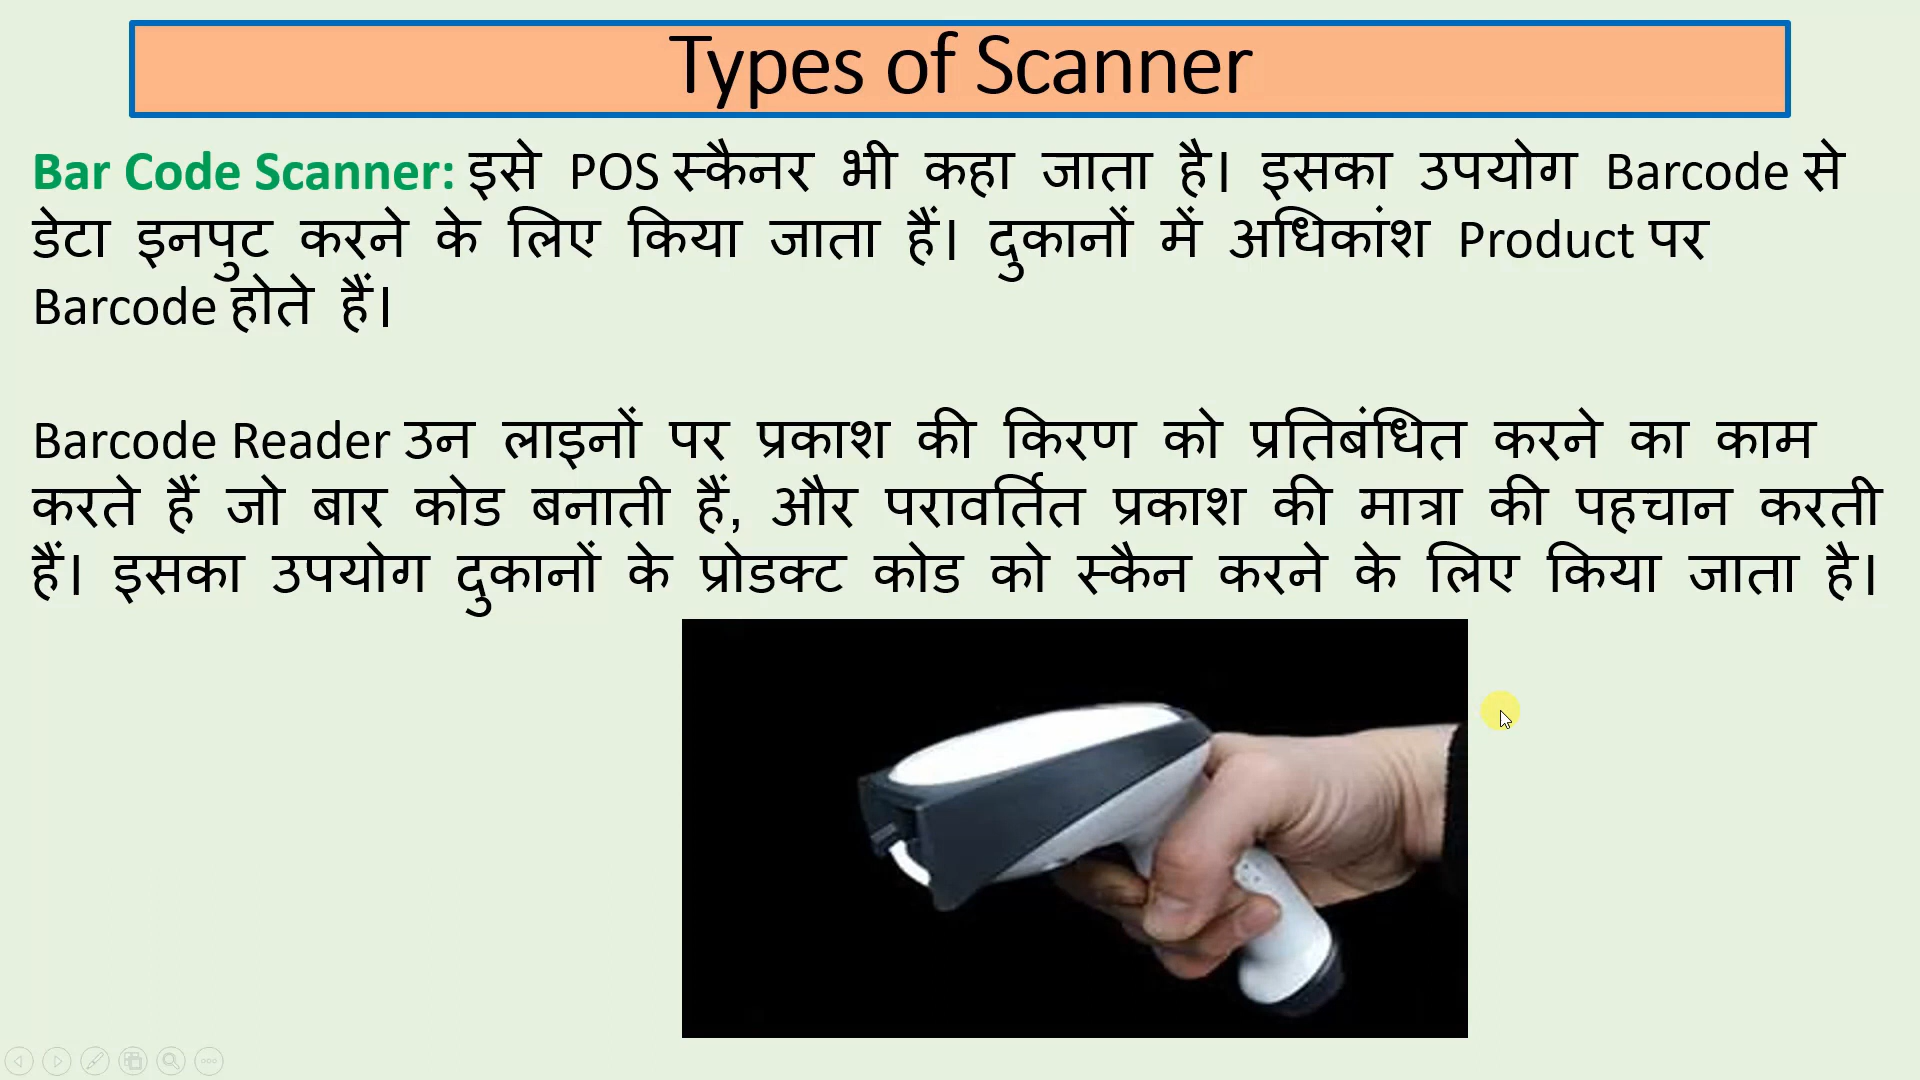 Types of Scanner
Bar Code Scanner: इसे POS स्कैनर भी कहा जाता है। इसका उपयोग Barcode से
डेटा इनपुट करने के लिए किया जाता हैं। दुकानों में अधिकांश Product पर
Barcode होते हैं।
Barcode Reader उन लाइनों पर प्रकाश की किरण को प्रतिबंधित करने का काम
करते हैं जो बार कोड बनाती हैं, और परावर्तित प्रकाश की मात्रा की पहचान करती
हैं। इसका उपयोग दुकानों के प्रोडक्ट कोड को स्कैन करने के लिए किया जाता है।